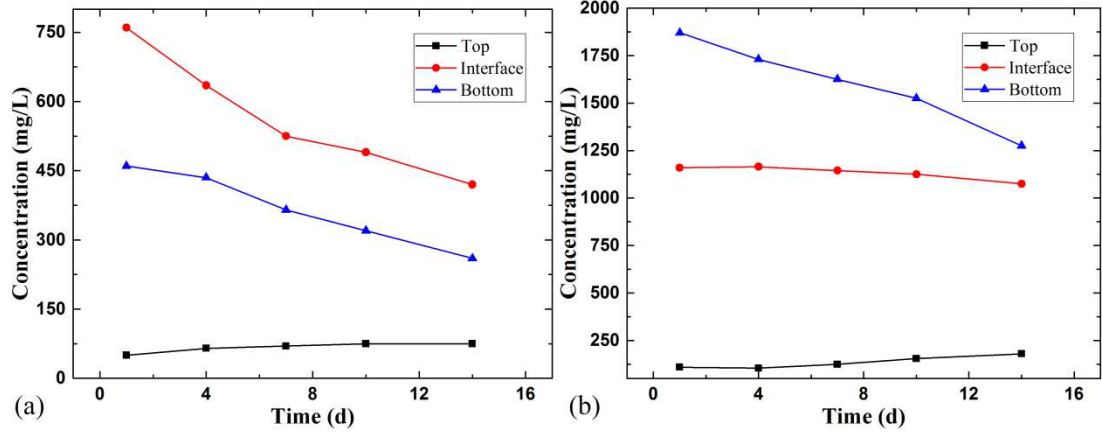 Concentration (mg/L)
750
600
450
300
150
0
Top
Interface
Bottom
0 4 8 12 16
Time (d)
(a)
Concentration (mg/L)
2000
1750
1500
1250
1000
750
500
250
Top
Interface
Bottom
0 4 8 12 16
Time (d)
(b)